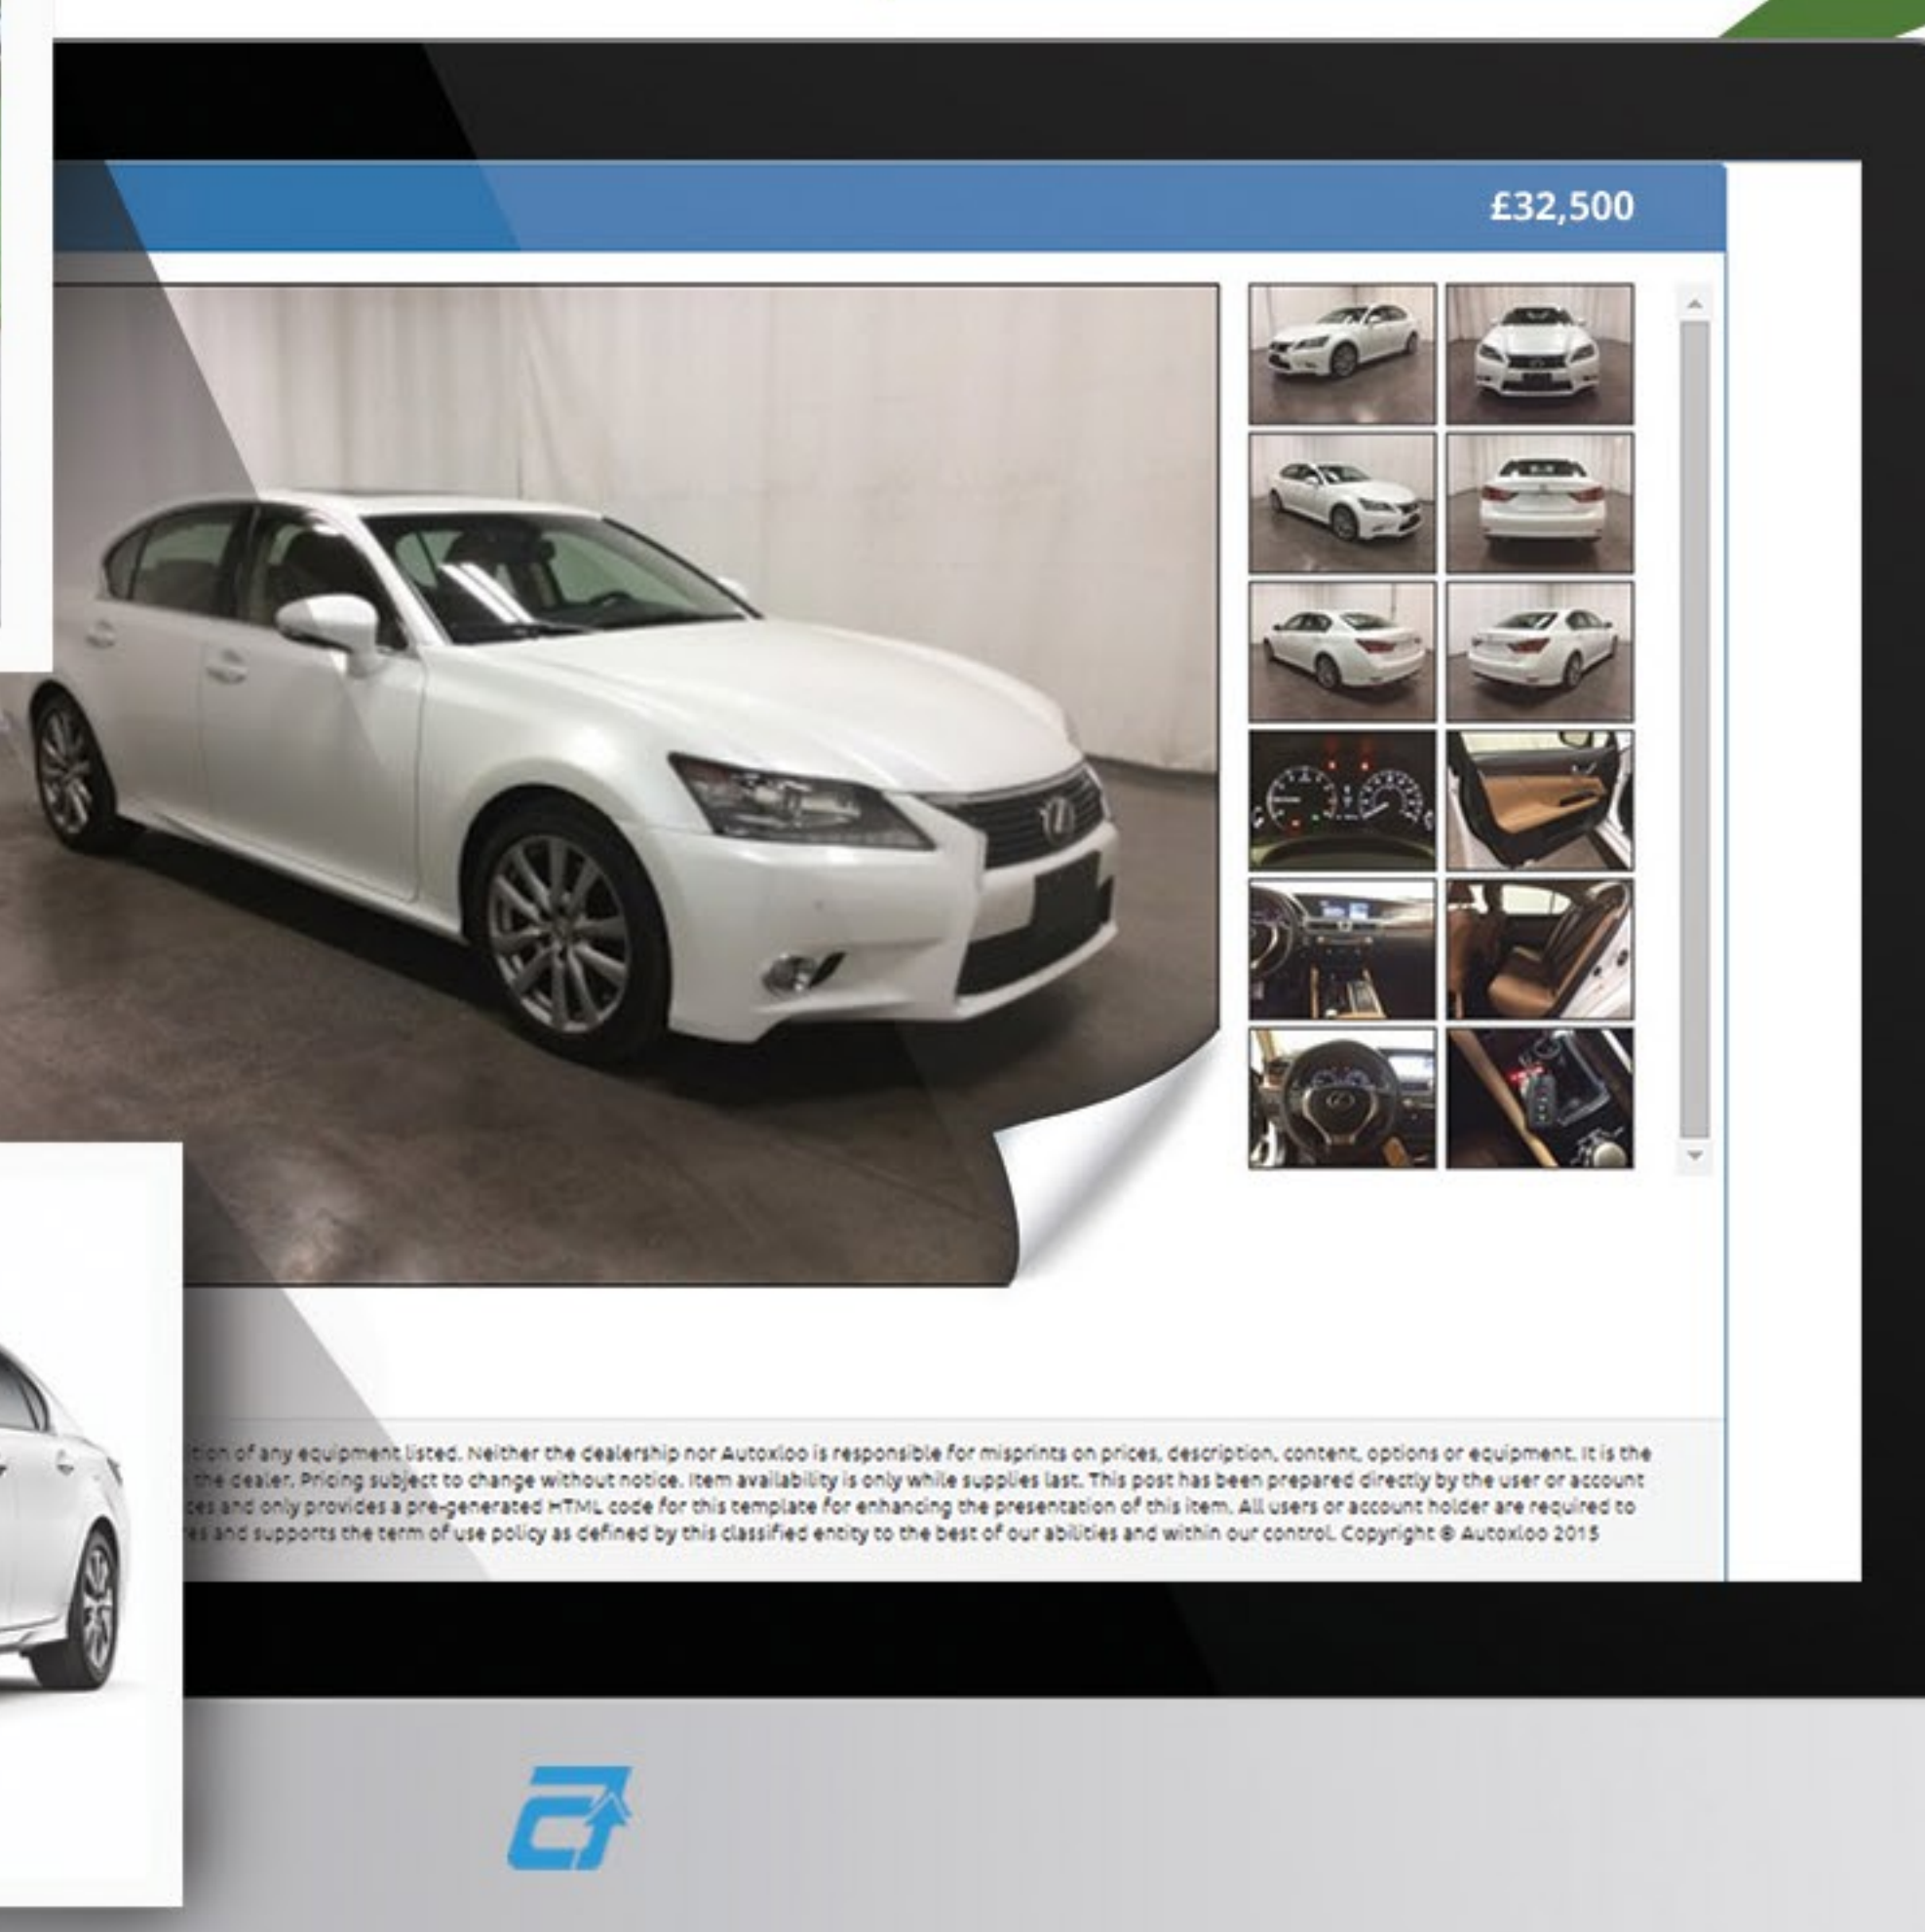 £32,500
of any equipment listed. Neither the dealership nor Autoxloo is responsible for misprints on prices, description, content, options or equipment. It is the
the dealer. Pricing subject to change without notice. Item availability is only while supplies last. This post has been prepared directly by the user or account
and only provides a pre-generated HTML code for this template for enhancing the presentation of this item. All users or account holder are required to
and supports the term of use policy as defined by this classified entity to the best of our abilities and within our control. Copyright © Autoxloo 2015